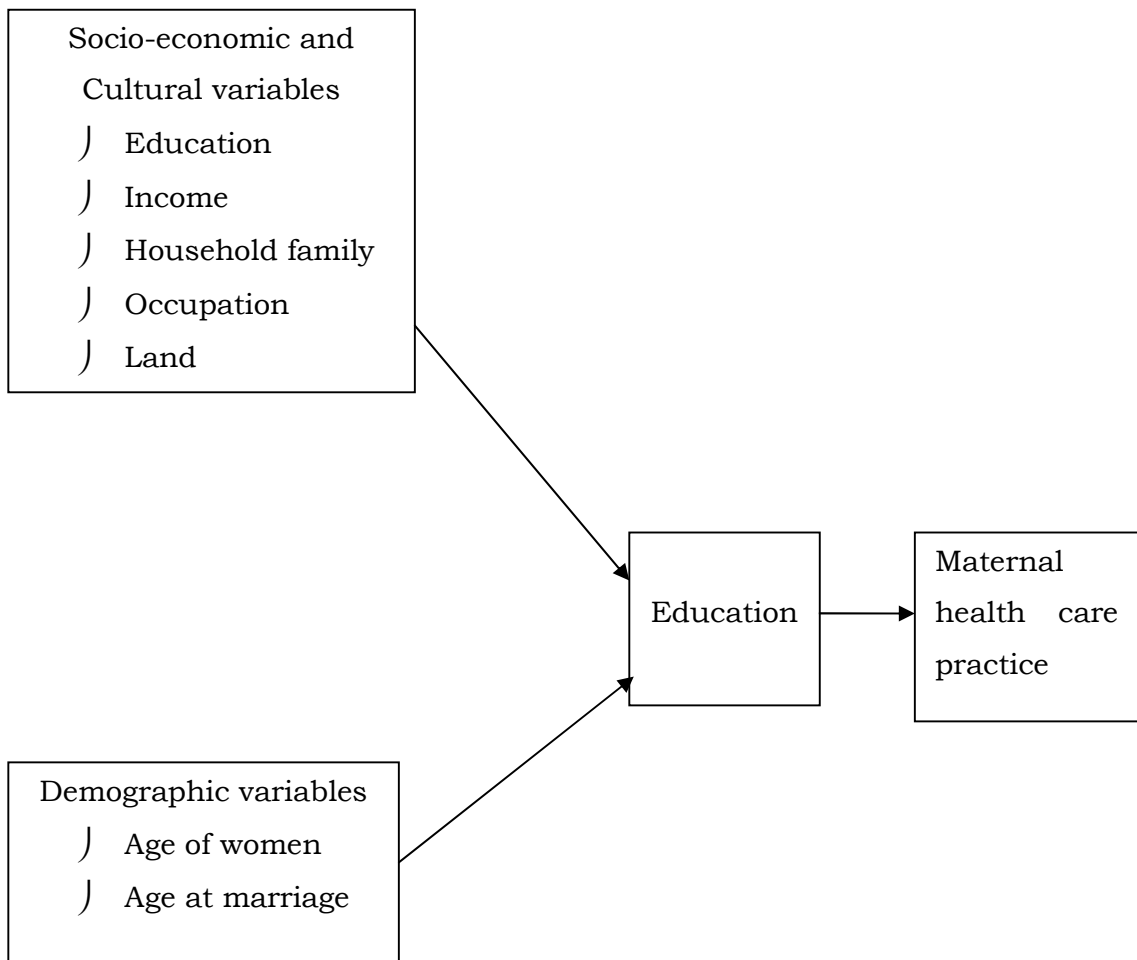 Socio-economic and
Cultural variables
⌡ Education
⌡ Income
⌡ Household family
⌡ Occupation
⌡ Land
Education
Maternal
health care
practice
Demographic variables
⌡ Age of women
⌡ Age at marriage